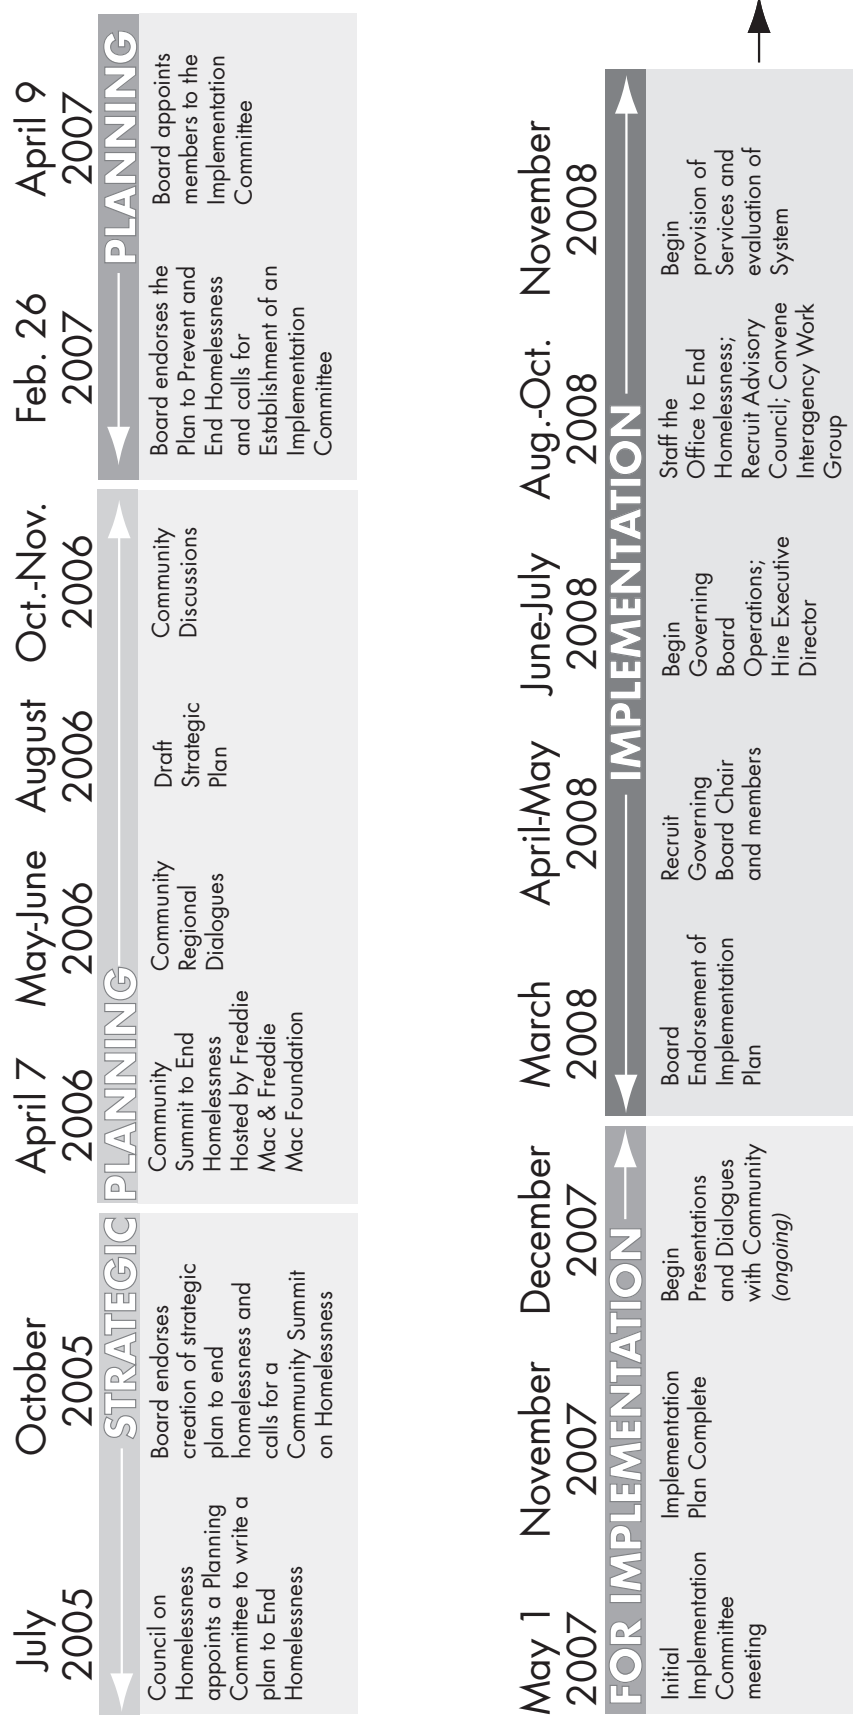 July
2005
October
2005
April 7
2006
May-June
2006
August
2006
Oct.-Nov.
2006
Feb. 26
2007
April 9
2007
STRATEGIC PLANNING
PLANNING
Council on
Homelessness
appoints a Planning
Committee to write a
plan to End
Homelessness
Board endorses
creation of strategic
plan to end
homelessness and
calls for a
Community Summit
on Homelessness
Community
Summit to End
Homelessness
Hosted by Freddie
Mac & Freddie
Mac Foundation
Community
Regional
Dialogues
Draft
Strategic
Plan
Community
Discussions
Board endorses the
Plan to Prevent and
End Homelessness
and calls for
Establishment of an
Implementation
Committee
Board appoints
members to the
Implementation
Committee
May 1
2007
November
2007
December
2007
March
2008
April-May
2008
June-July
2008
Aug.-Oct.
2008
November
2008
FOR IMPLEMENTATION
IMPLEMENTATION
Initial
Implementation
Committee
meeting
Implementation
Plan Complete
Begin
Presentations
and Dialogues
with Community
(ongoing)
Board
Endorsement of
Implementation
Plan
Recruit
Governing
Board Chair
and members
Begin
Governing
Board
Operations;
Hire Executive
Director
Staff the
Office to End
Homelessness;
Recruit Advisory
Council; Convene
Interagency Work
Group
Begin
provision of
Services and
evaluation of
System